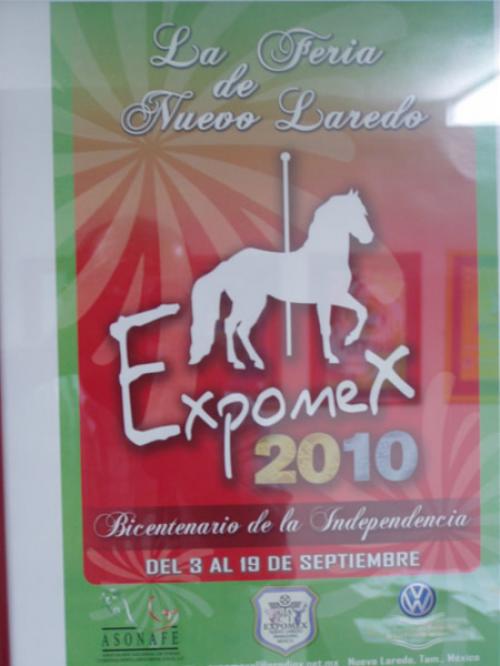 La Feria
de
Nuevo Laredo
Expomex
2010
Bicentenario de la Independencia
DEL 3 AL 19 DE SEPTIEMBRE
ASONAFE
EXPOMEX
Nuevo Laredo, Tam., México